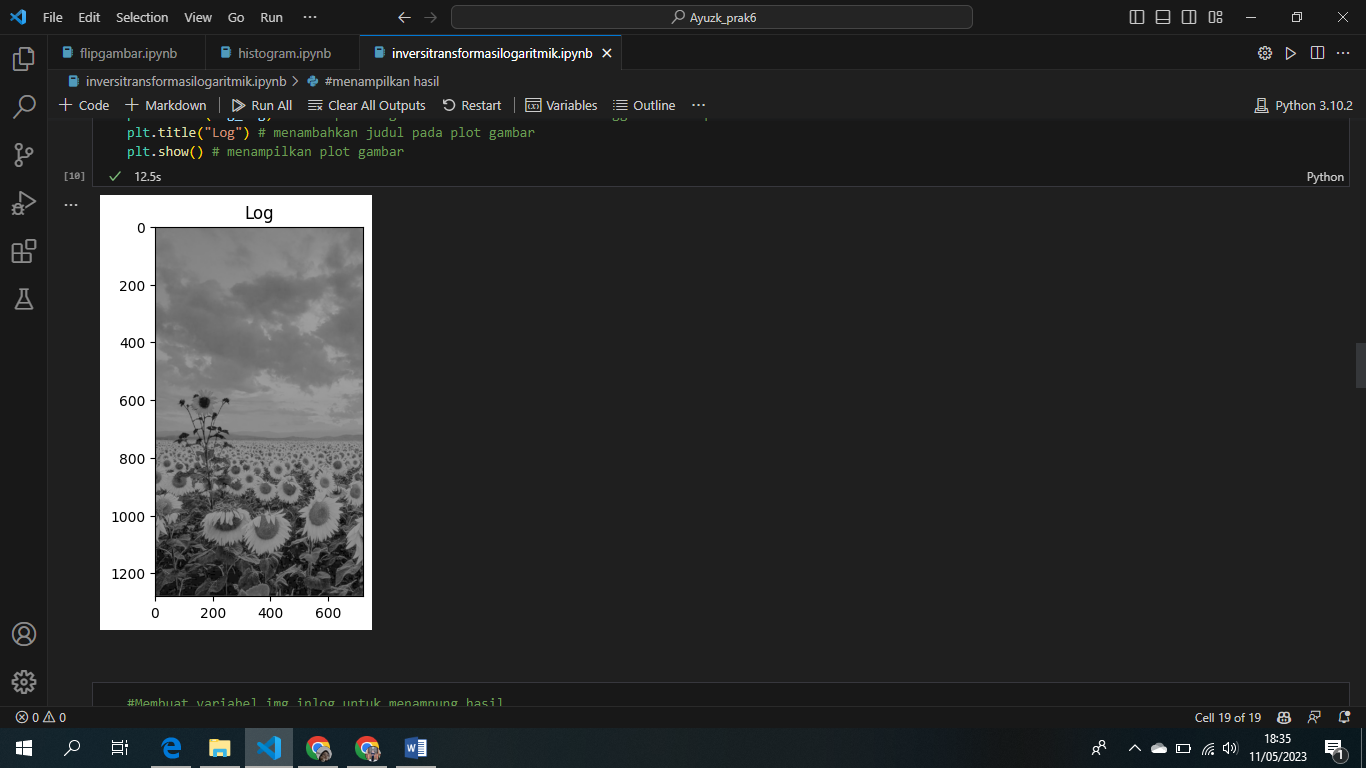 File Edit Selection View Go Run ··· Ayuzk_prak6
flipgambar.ipynb histogram.ipynb inversitransformasilogaritmik.ipynb
inversitransformasilogaritmik.ipynb > #menampilkan hasil
Code Markdown Run All Clear All Outputs Restart Variables Outline ··· Python 3.10.2
plt.title("Log") # menambahkan judul pada plot gambar
plt.show() # menampilkan plot gambar
[10] 12.5s Python
Log
0
200
400
600
800
1000
1200
0 200 400 600
#Membuat variabel img_inlog untuk menampung hasil
0 0 Cell 19 of 19
18:35
11/05/2023
1